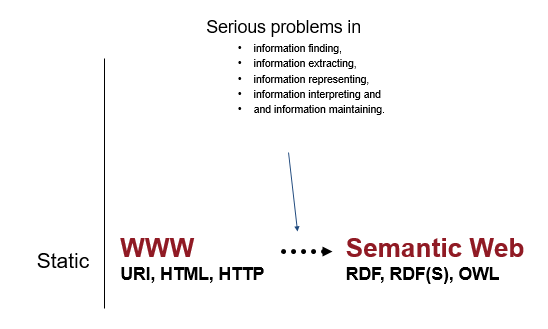 Serious problems in
• information finding,
• information extracting,
• information representing,
• information interpreting and
• and information maintaining.
WWW
Semantic Web
Static
URI, HTML, HTTP
RDF, RDF(S), OWL